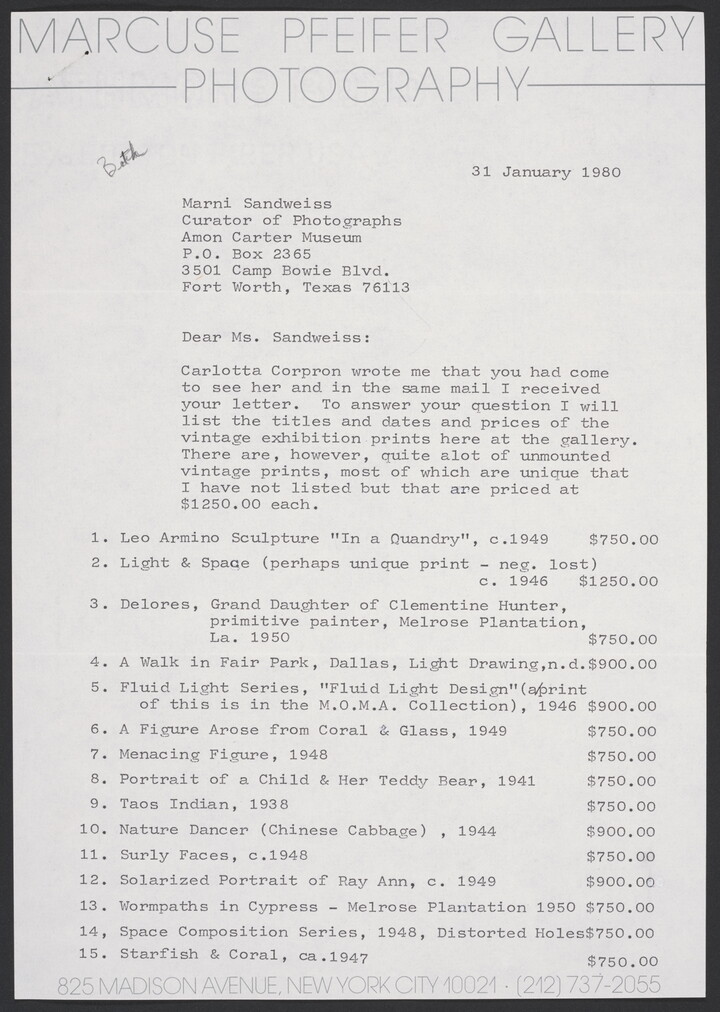 MARCUSE PFEIFER GALLERY
PHOTOGRAPHY
31 January 1980
Marni Sandweiss
Curator of Photographs
Amon Carter Museum
P.O. Box 2365
3501 Camp Bowie Blvd.
Fort Worth, Texas 76113
Dear Ms. Sandweiss:
Carlotta Corpron wrote me that you had come
to see her and in the same mail I received
your letter.  To answer your question I will
list the titles and dates and prices of the
vintage exhibition prints here at the gallery.
There are, however, quite alot of unmounted
vintage prints, most of which are unique that
I have not listed but that are priced at
$1250.00 each.
1. Leo Armino Sculpture "In a Quandry", c.1949 $750.00
2. Light & Space (perhaps unique print - neg. lost)
c. 1946 $1250.00
3. Delores, Grand Daughter of Clementine Hunter,
primitive painter, Melrose Plantation,
La. 1950 $750.00
4. A Walk in Fair Park, Dallas, Light Drawing,n.d.$900.00
5. Fluid Light Series, "Fluid Light Design"(a/print
of this is in the M.O.M.A. Collection), 1946 $900.00
6. A Figure Arose from Coral & Glass, 1949 $750.00
7. Menacing Figure, 1948 $750.00
8. Portrait of a Child & Her Teddy Bear, 1941 $750.00
9. Taos Indian, 1938 $750.00
10. Nature Dancer (Chinese Cabbage) , 1944 $900.00
11. Surly Faces, c.1948 $750.00
12. Solarized Portrait of Ray Ann, c. 1949 $900.00
13. Wormpaths in Cypress - Melrose Plantation 1950 $750.00
14, Space Composition Series, 1948, Distorted Holes$750.00
15. Starfish & Coral, ca.1947 $750.00
825 MADISON AVENUE, NEW YORK CITY 10021 · (212) 737-2055